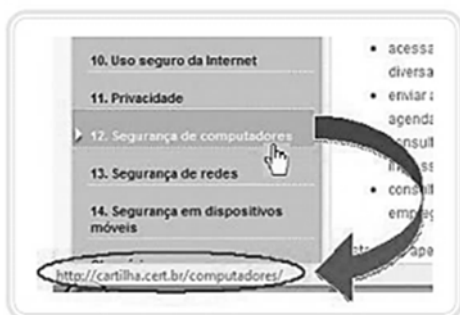 10. Uso seguro da Internet
11. Privacidade
12. Segurança de computadores
13. Segurança de redes
14. Segurança em dispositivos
móveis
http://cartilha.cert.br/computadores/
acessa
diversa
enviar a
agenda
consult
empreg